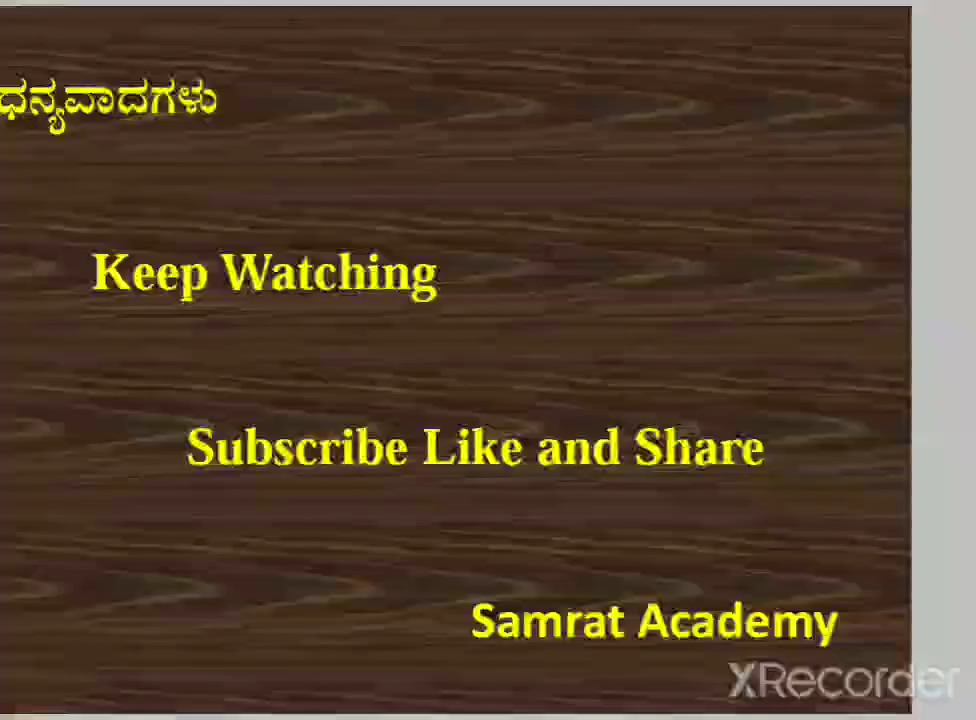 ಧನ್ಯವಾದಗಳು
Keep Watching
Subscribe Like and Share
Samrat Academy
XRecorder